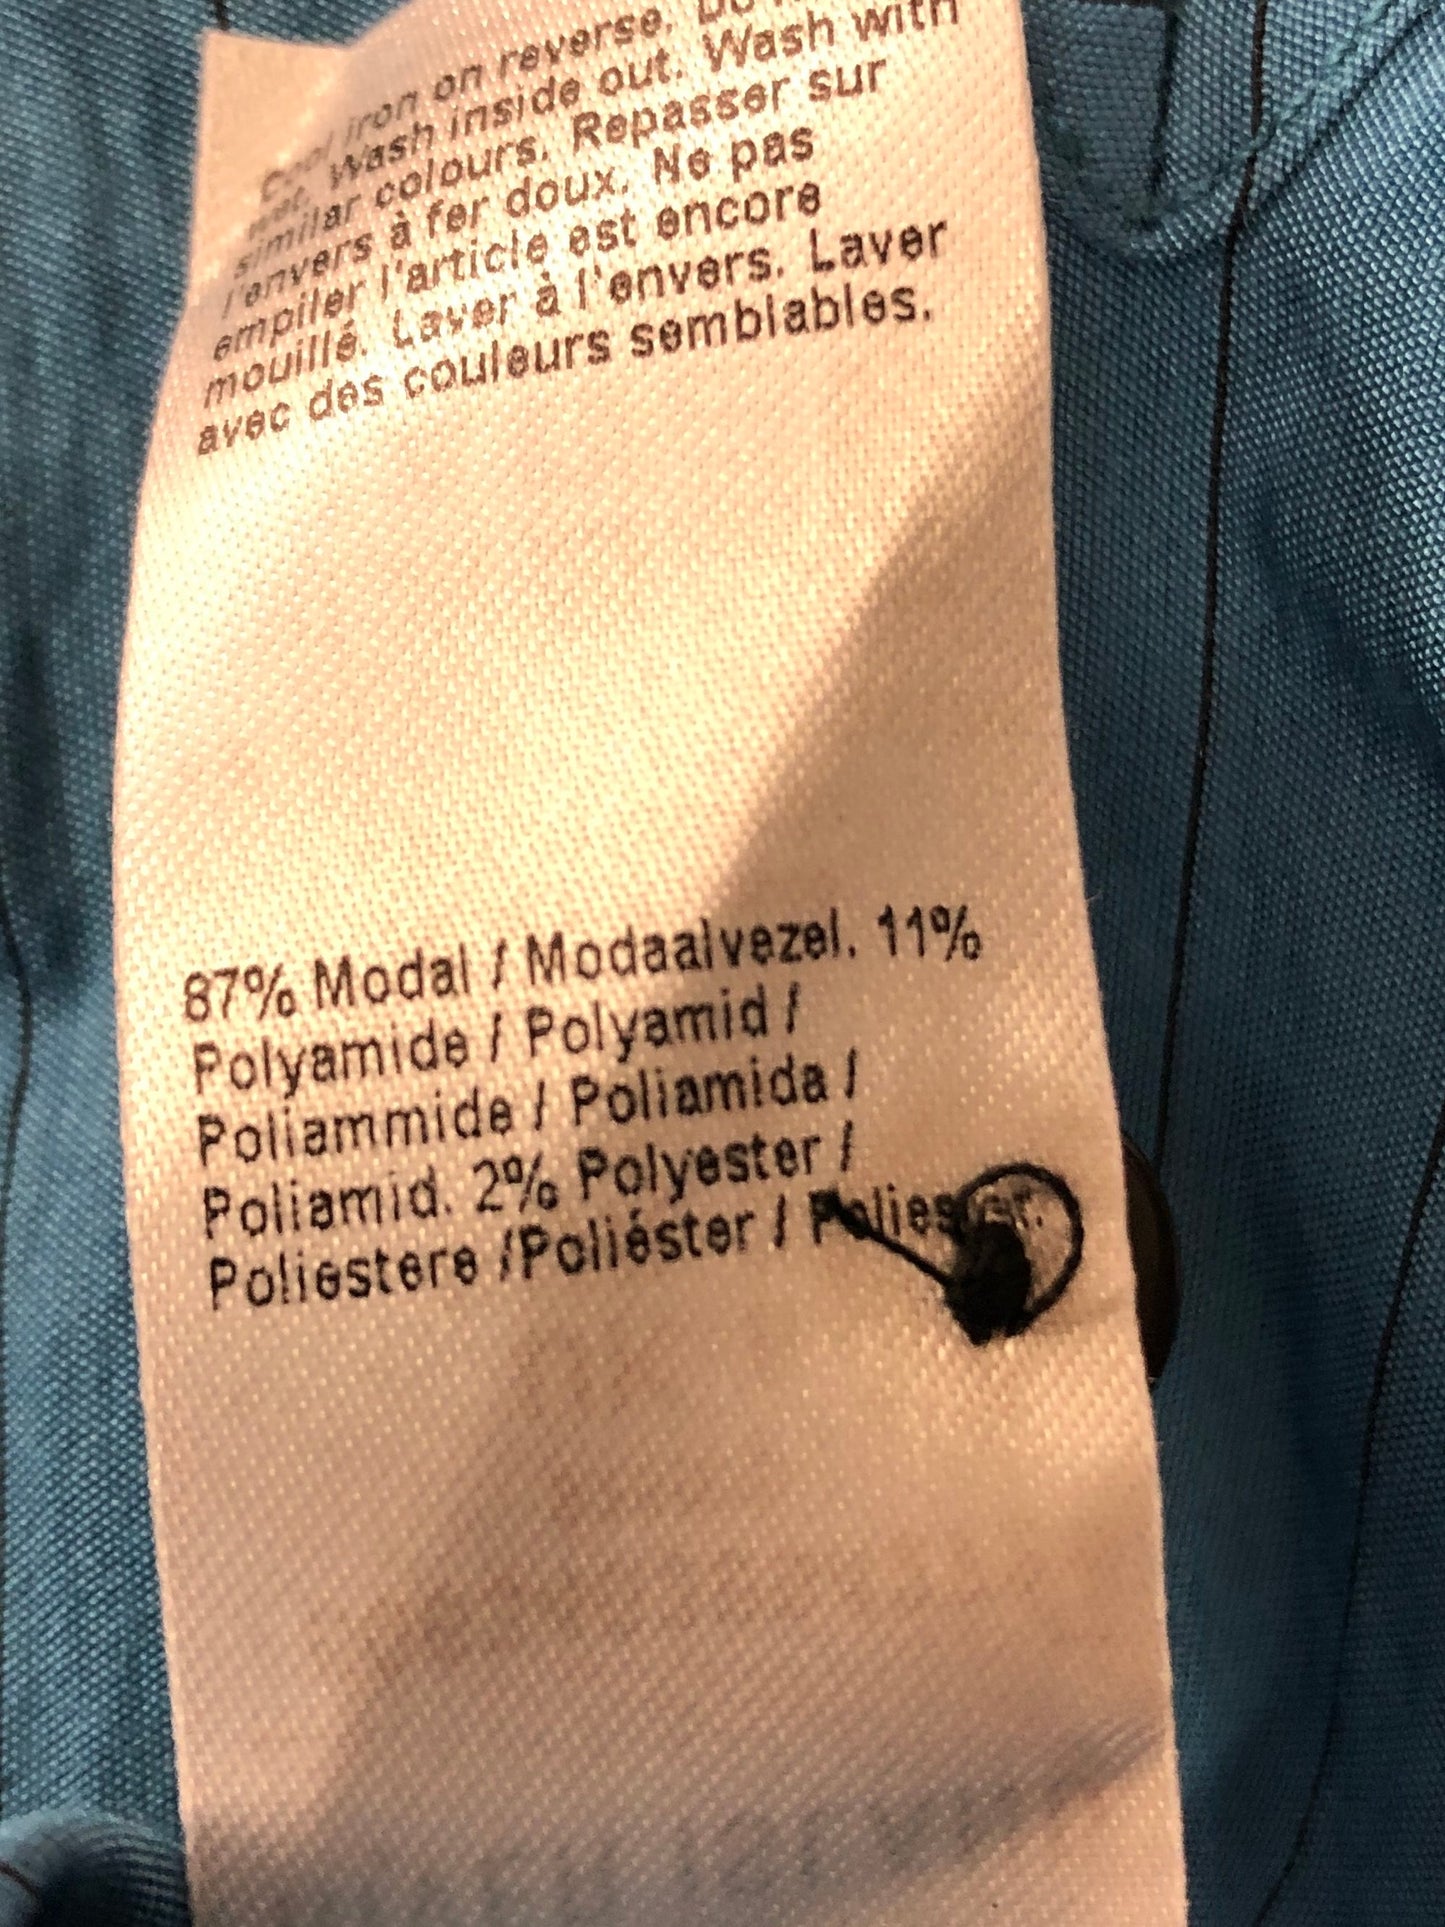 Cool iron on reverse. Do
wet. Wash inside out. Wash with
similar colours. Repasser sur
l'envers à fer doux. Ne pas
empiler l'article est encore
mouillé. Laver à l'envers. Laver
avec des couleurs semblables.
87% Modal / Modaalvezel. 11%
Polyamide / Polyamid /
Poliammide / Poliamida /
Poliamid. 2% Polyester /
Poliestere /Poliéster / Poliester.